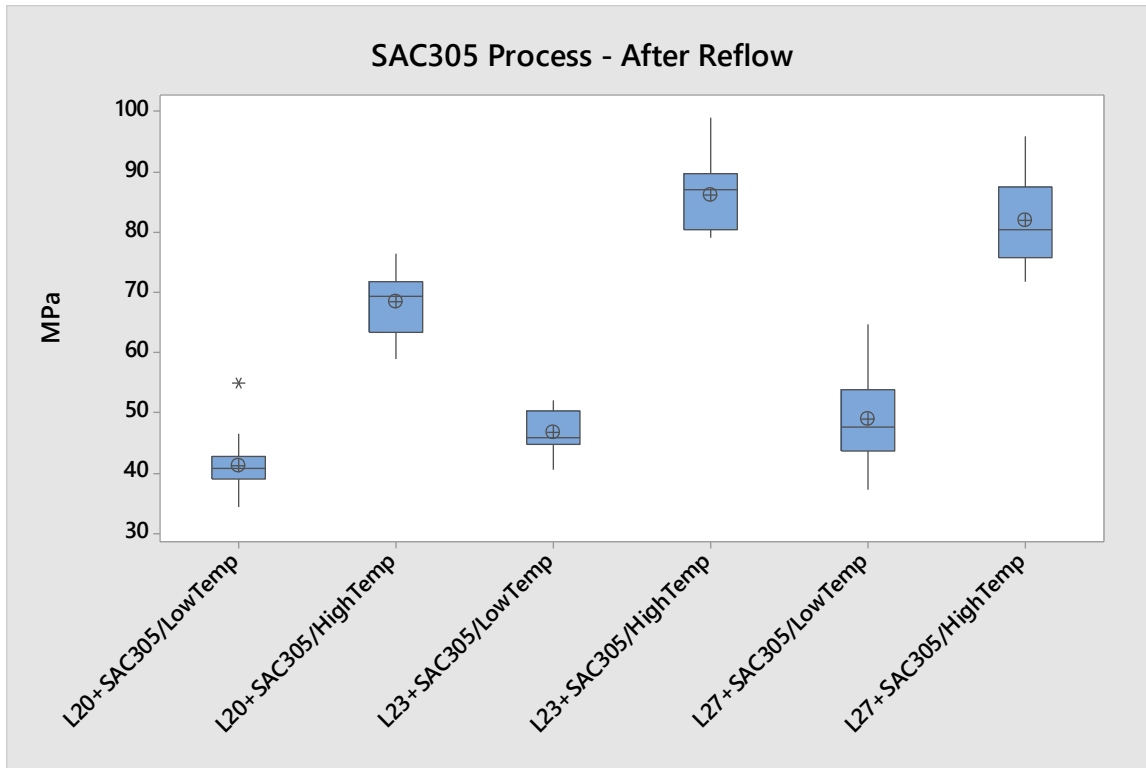 SAC305 Process - After Reflow
MPa
100
90
80
70
60
50
40
30
L20+SAC305/LowTemp
L20+SAC305/HighTemp
L23+SAC305/LowTemp
L23+SAC305/HighTemp
L27+SAC305/LowTemp
L27+SAC305/HighTemp